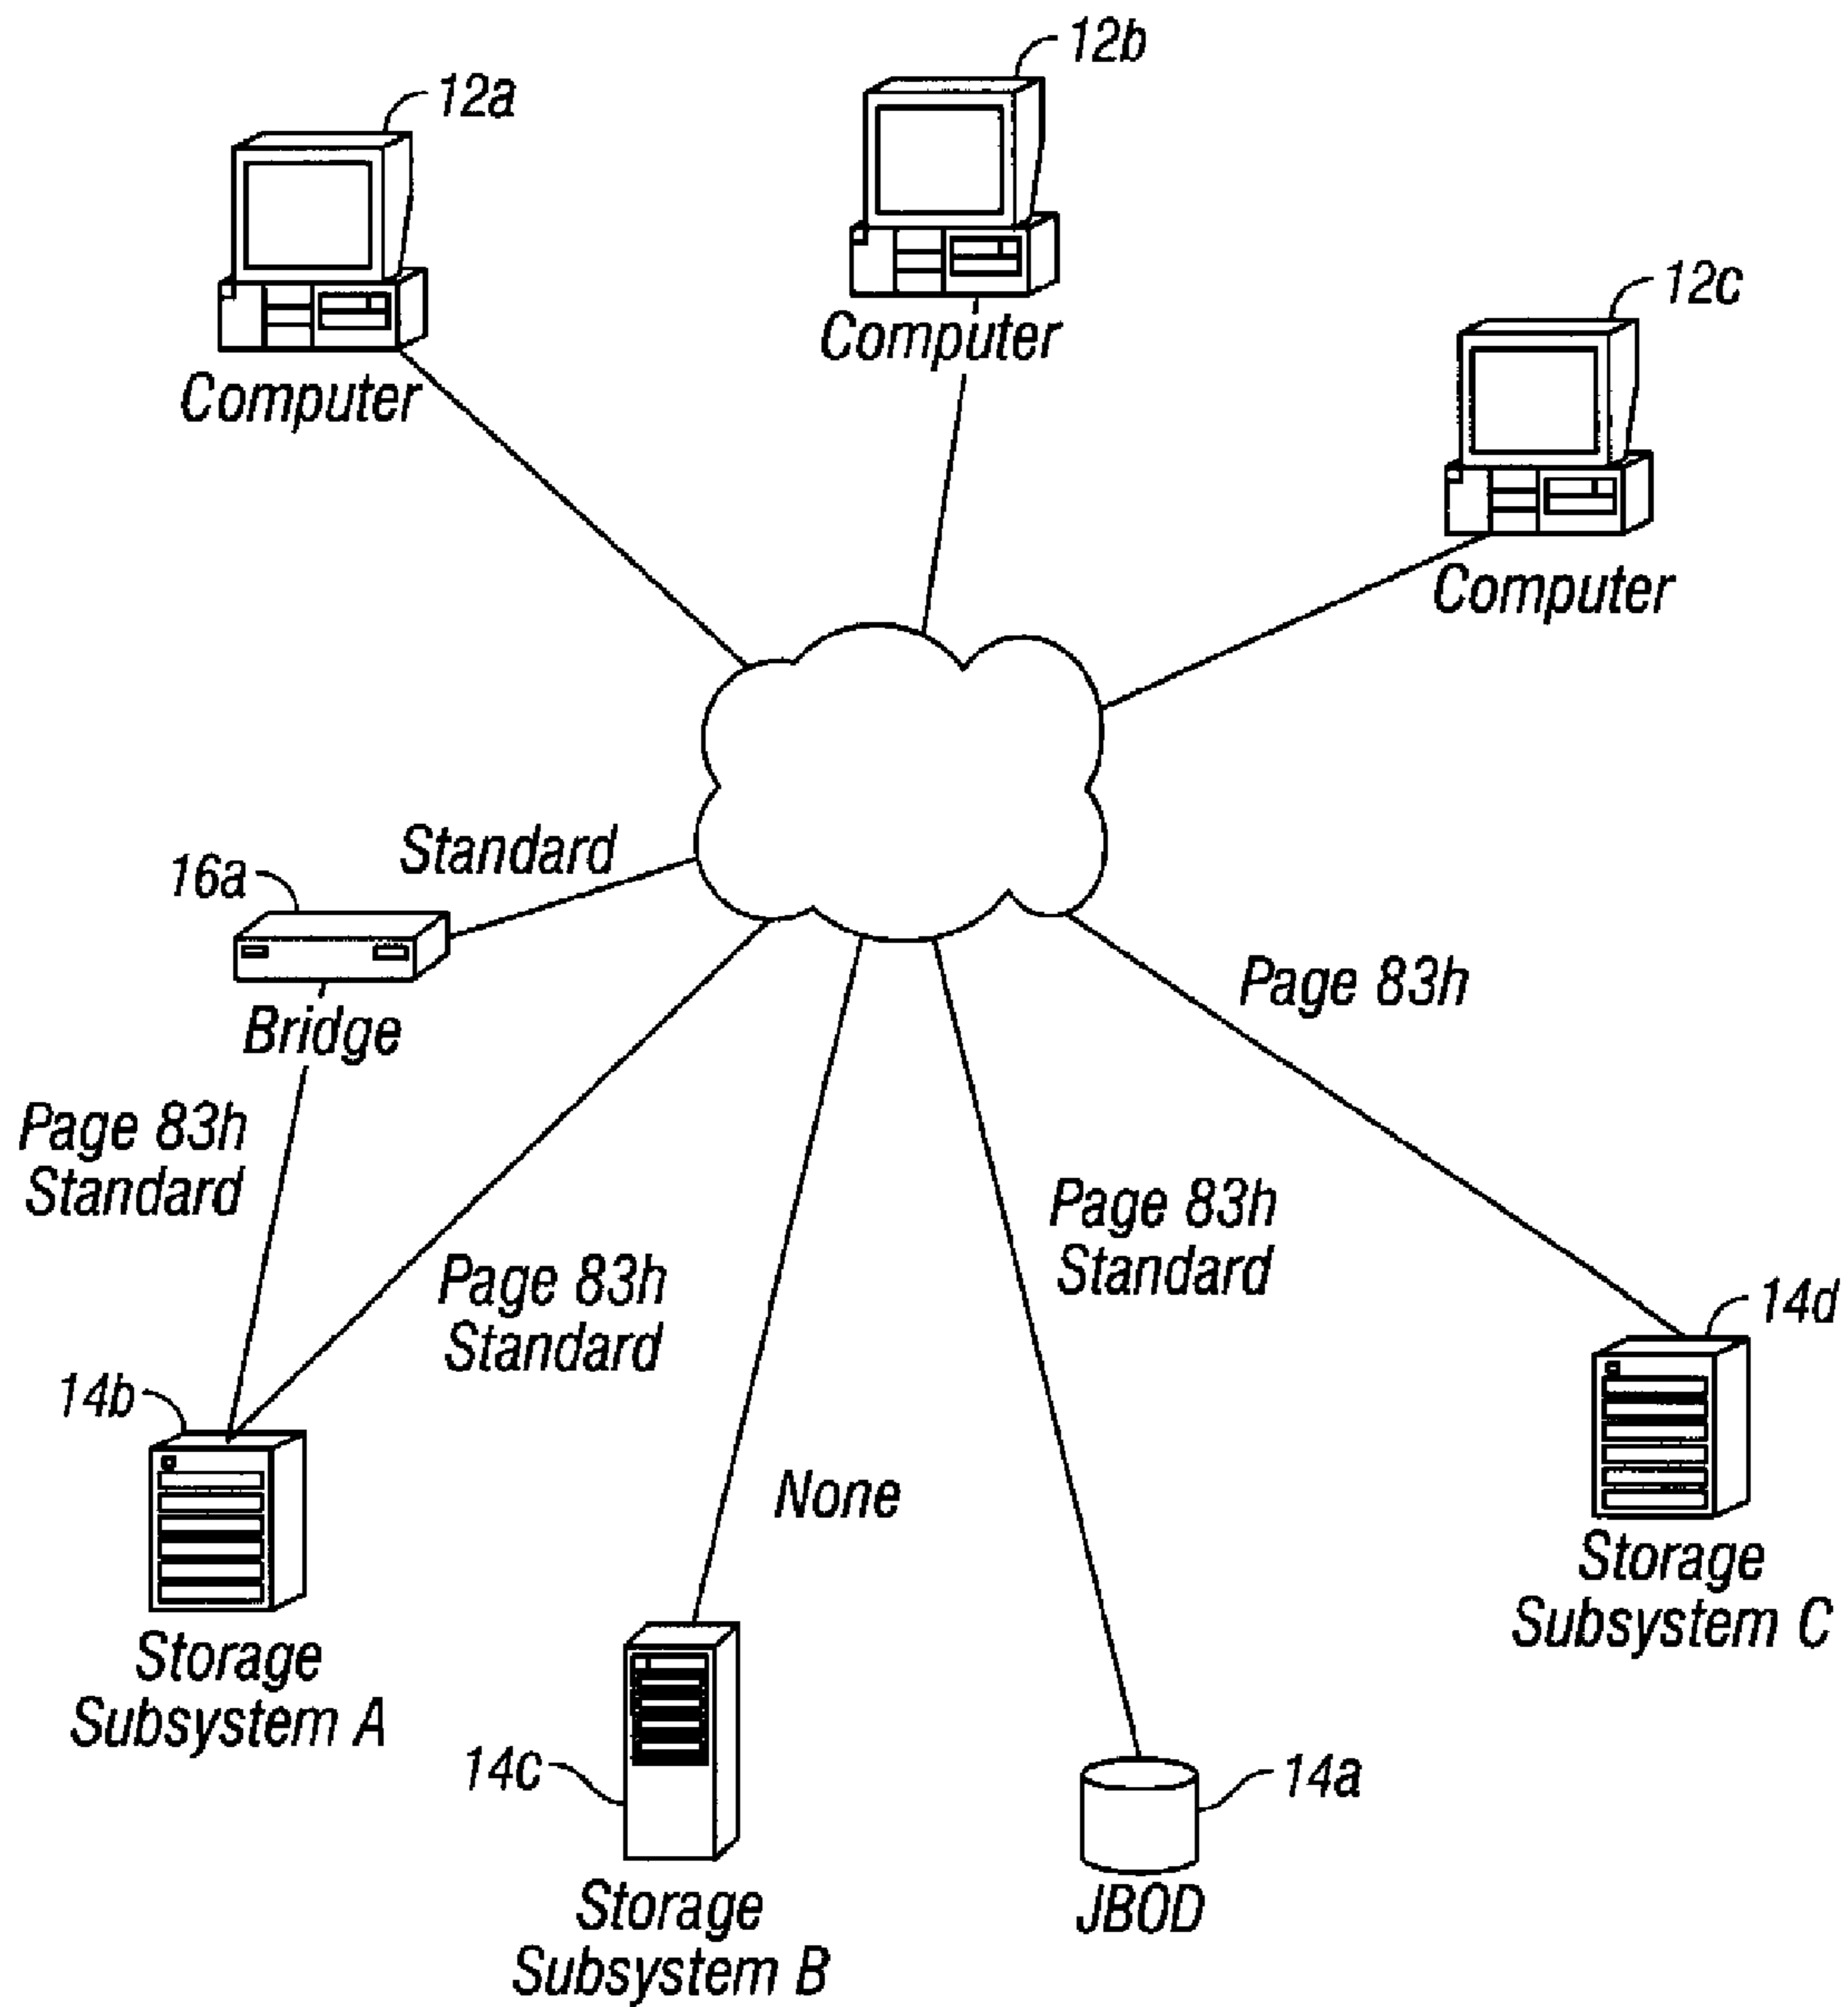 12b
12a
12c
Computer
Computer
Computer
Standard
16a
Page 83h
Bridge
Page 83h
Standard
Page 83h
Standard
Page 83h
Standard
14d
14b
None
Storage
Subsystem C
Storage
Subsystem A
14c
14a
Storage
Subsystem B
JBOD